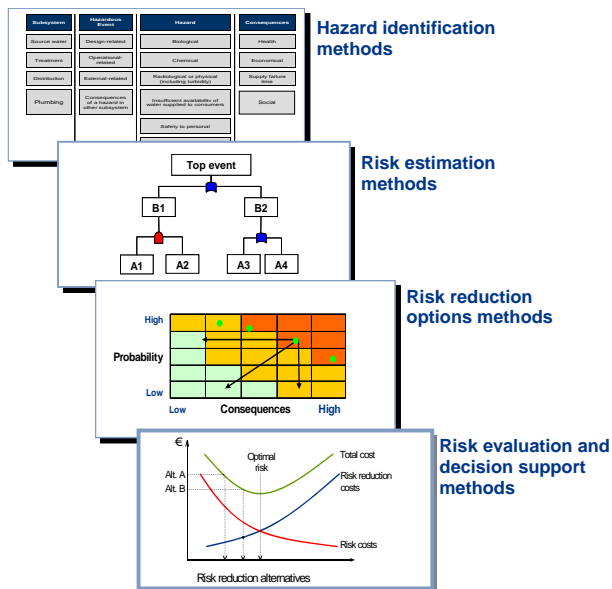 Subsystem
Hazardous
Event
Hazard
Consequences
Source water
Design-related
Biological
Health
Treatment
Operational-
related
Chemical
Economical
Distribution
External-related
Radiological or physical
(including turbidity)
Supply failure
time
Plumbing
Consequences
of a hazard in
other subsystem
Insufficient availability of
water supplied to consumers
Social
Safety to personal
Hazard identification
methods
Top event
B1
B2
A1
A2
A3
A4
Risk estimation
methods
High
Probability
Low
Low
Consequences
High
Risk reduction
options methods
€
Optimal
risk
Total cost
Alt. A
Risk reduction
costs
Alt. B
Risk costs
Risk reduction alternatives
Risk evaluation and
decision support
methods